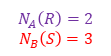 N_A(R) = 2
N_B(S) = 3